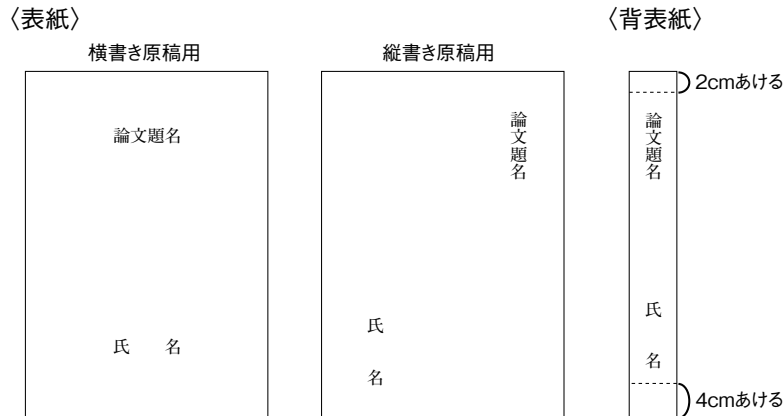 〈表紙〉
〈背表紙〉
横書き原稿用
縦書き原稿用
論文題名
氏　名
論文題名
氏　名
2cmあける
論文題名
氏　名
4cmあける